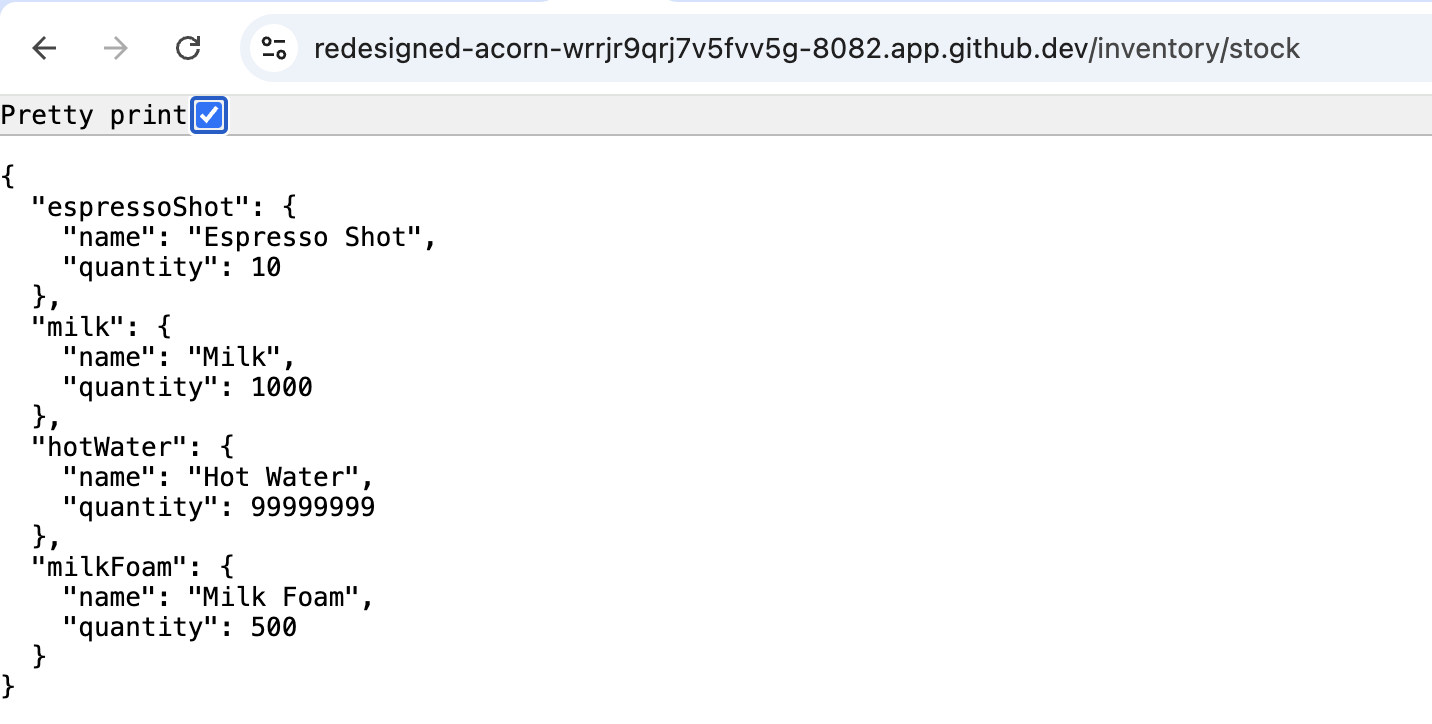 redesigned-acorn-wrrjr9qrj7v5fvv5g-8082.app.github.dev/inventory/stock
Pretty print
{
  "espressoShot": {
    "name": "Espresso Shot",
    "quantity": 10
  },
  "milk": {
    "name": "Milk",
    "quantity": 1000
  },
  "hotWater": {
    "name": "Hot Water",
    "quantity": 99999999
  },
  "milkFoam": {
    "name": "Milk Foam",
    "quantity": 500
  }
}